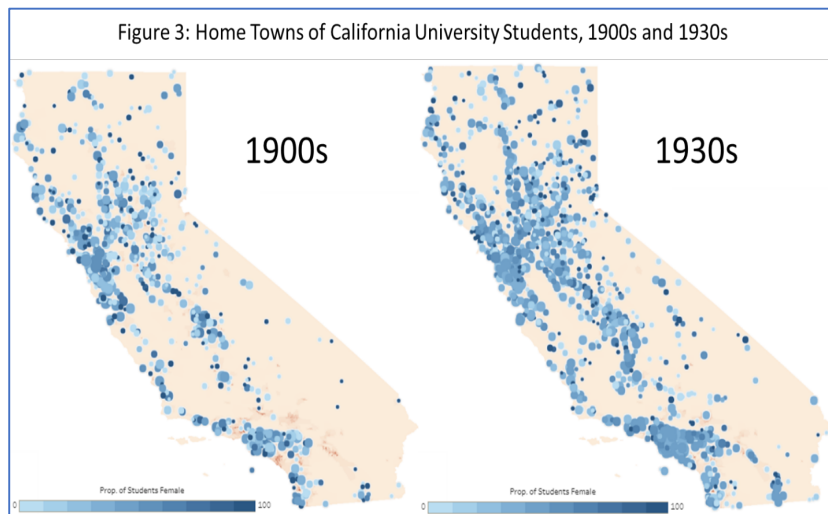 Figure 3: Home Towns of California University Students, 1900s and 1930s
1900s
1930s
Prop. of Students Female
0
100
Prop. of Students Female
0
100